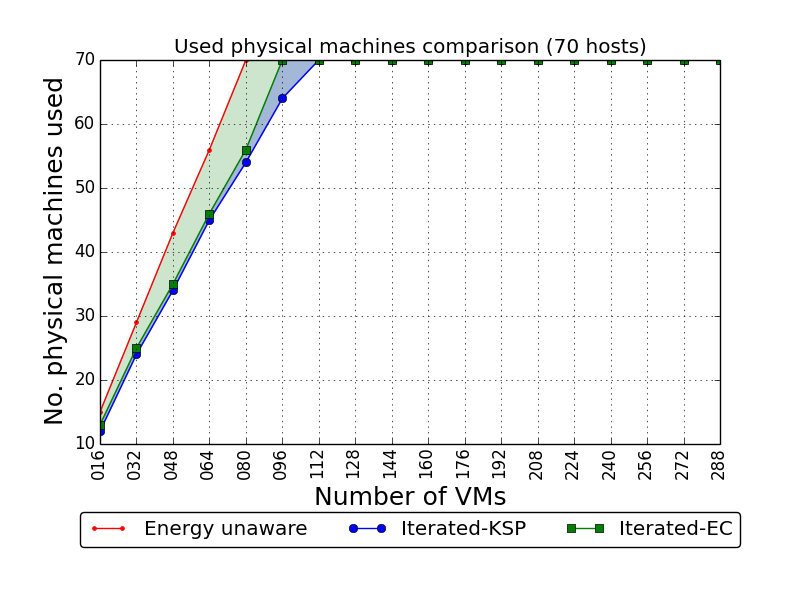 Used physical machines comparison (70 hosts)
No. physical machines used
70
60
50
40
30
20
10
016 032 048 064 080 096 112 128 144 160 176 192 208 224 240 256 272 288
Number of VMs
Energy unaware Iterated-KSP Iterated-EC